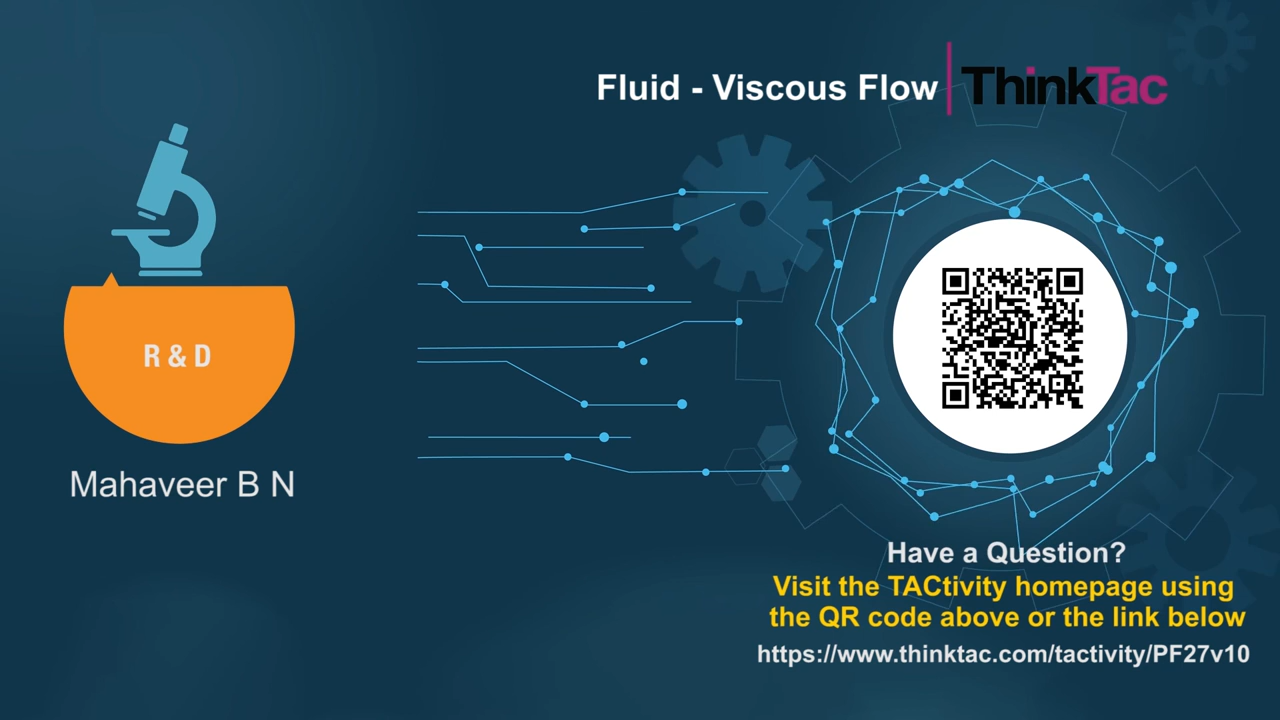 Fluid - Viscous Flow
ThinkTac
R & D
Mahaveer B N
Have a Question?
Visit the TACtivity homepage using
the QR code above or the link below
https://www.thinktac.com/tactivity/PF27v10